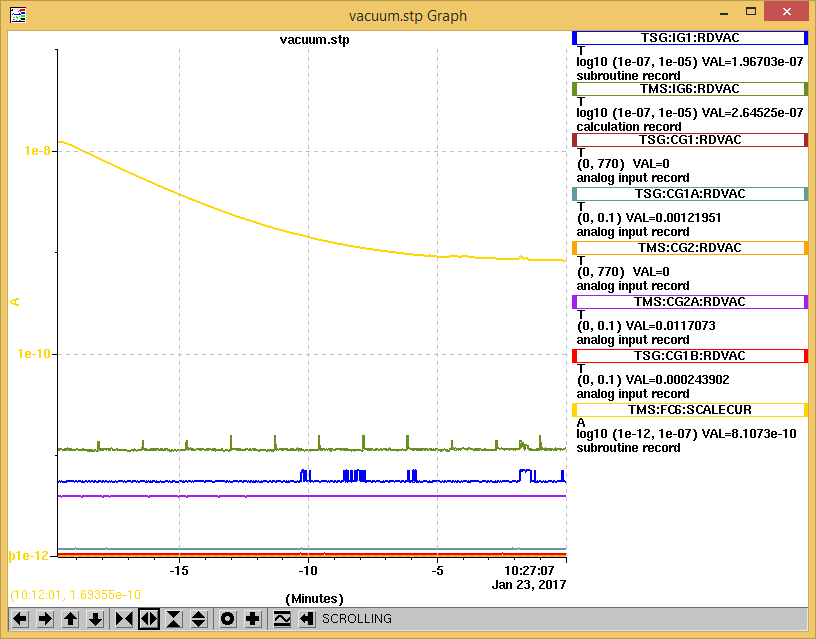 vacuum.stp Graph
vacuum.stp
1e-8
A
1e-10
1e-12
-15
-10
-5
10:27:07
Jan 23, 2017
(Minutes)
(10:12:01, 1.69355e-10
TSG:IG1:RDVAC
T
log10 (1e-07, 1e-05) VAL=1.96703e-07
subroutine record
TMS:IG6:RDVAC
T
log10 (1e-07, 1e-05) VAL=2.64525e-07
calculation record
TSG:CG1:RDVAC
T
(0, 770) VAL=0
analog input record
TSG:CG1A:RDVAC
T
(0, 0.1) VAL=0.00121951
analog input record
TMS:CG2:RDVAC
T
(0, 770) VAL=0
analog input record
TMS:CG2A:RDVAC
T
(0, 0.1) VAL=0.0117073
analog input record
TSG:CG1B:RDVAC
T
(0, 0.1) VAL=0.000243902
analog input record
TMS:FC6:SCALECUR
A
log10 (1e-12, 1e-07) VAL=8.1073e-10
subroutine record
SCROLLING